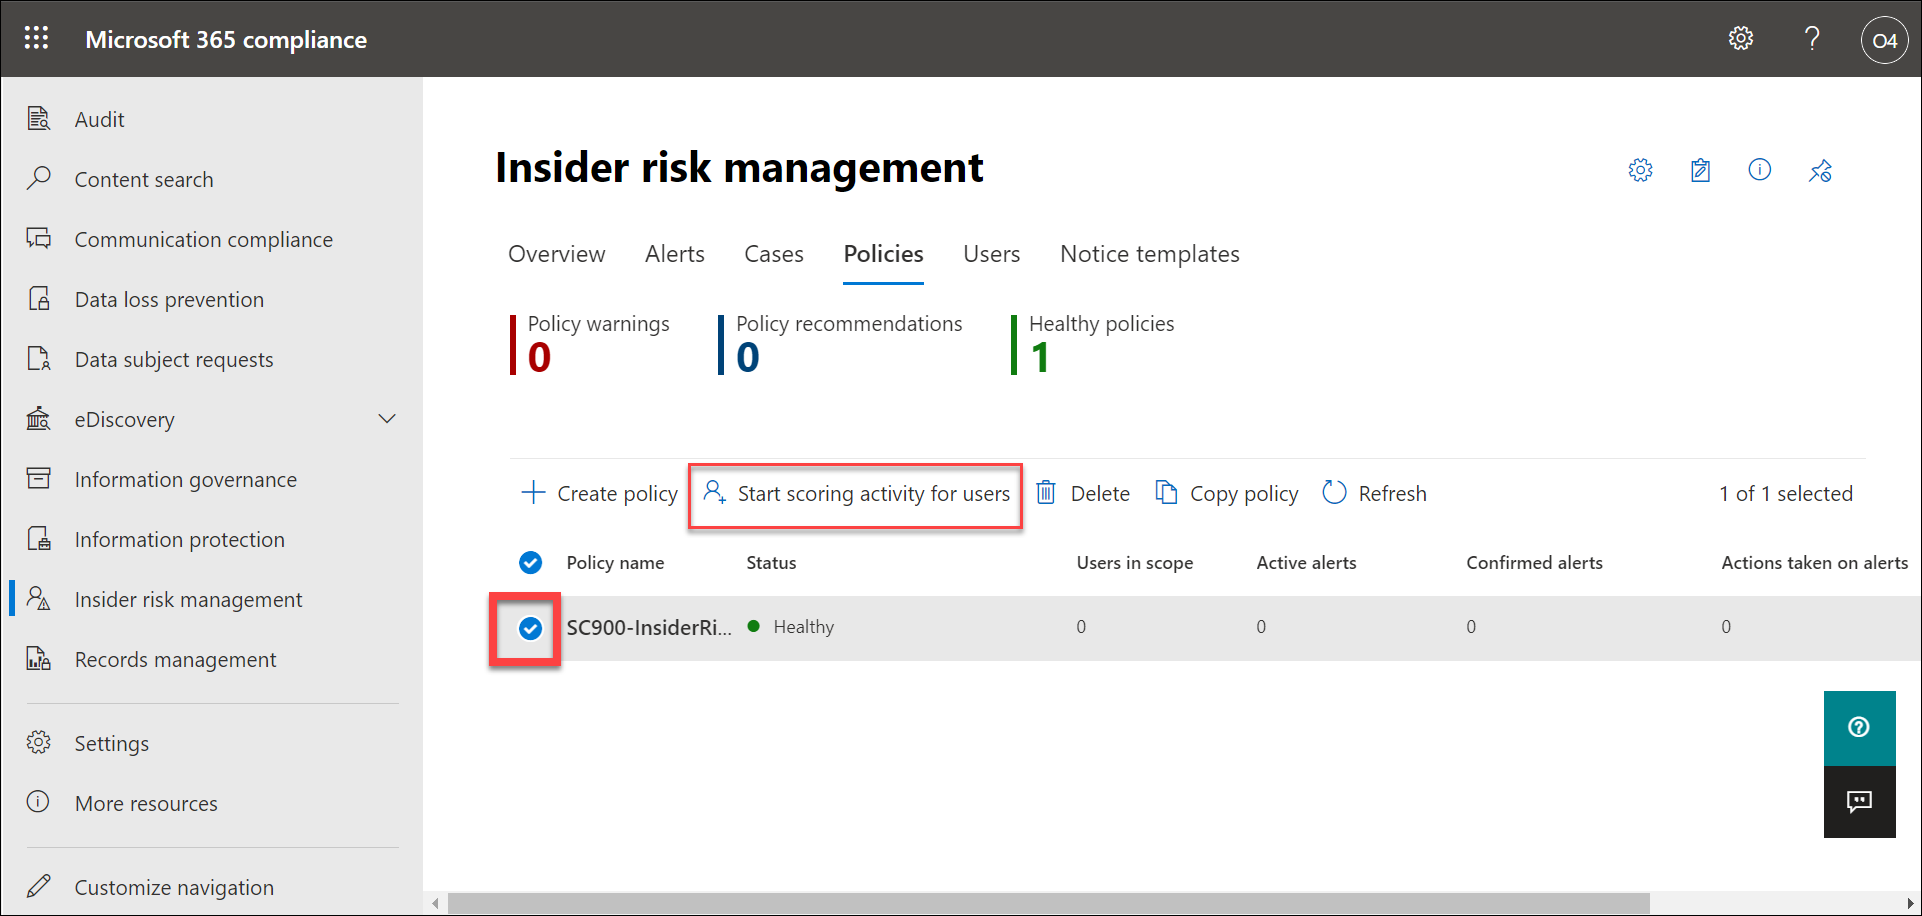 Microsoft 365 compliance
O4
Audit
Content search
Communication compliance
Data loss prevention
Data subject requests
eDiscovery
Information governance
Information protection
Insider risk management
Records management
Settings
More resources
Customize navigation
Insider risk management
Overview Alerts Cases Policies Users Notice templates
Policy warnings Policy recommendations Healthy policies
0 0 1
Create policy Start scoring activity for users Delete Copy policy Refresh 1 of 1 selected
Policy name Status Users in scope Active alerts Confirmed alerts Actions taken on alerts
SC900-InsiderRi... Healthy 0 0 0 0